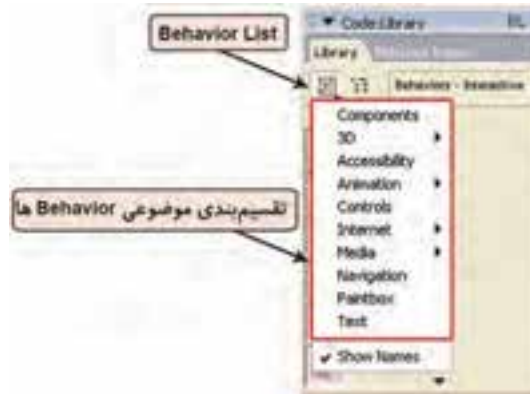 Behavior List
Code:Library
Library
Behaviors - Interactive
Components
3D
Accessibility
Animation
Controls
Internet
Media
Navigation
Paintbox
Text
Show Names
تقسیم‌بندی موضوعی Behavior ها